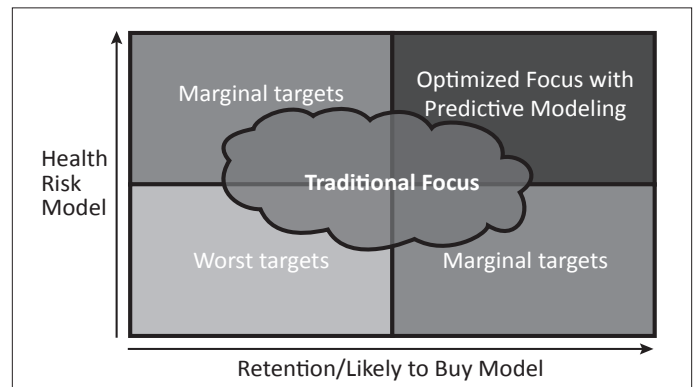 Marginal targets
Optimized Focus with
Predictive Modeling
Health
Risk
Model
Traditional Focus
Worst targets
Marginal targets
Retention/Likely to Buy Model